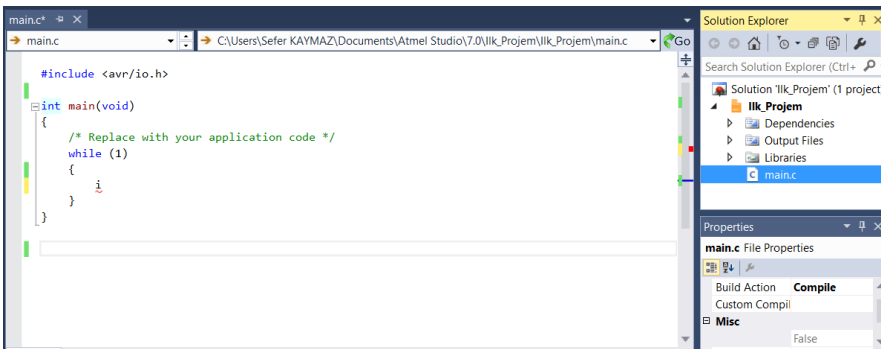 main.c*
main.c
C:\Users\Sefer KAYMAZ\Documents\Atmel Studio\7.0\Ilk_Projem\Ilk_Projem\main.c
Go
#include <avr/io.h>
int main(void)
{
/* Replace with your application code */
while (1)
{
i
}
}
Solution Explorer
Search Solution Explorer (Ctrl+
Solution 'Ilk_Projem' (1 project
Ilk_Projem
Dependencies
Output Files
Libraries
main.c
Properties
main.c File Properties
Build Action Compile
Custom Compil
Misc
False